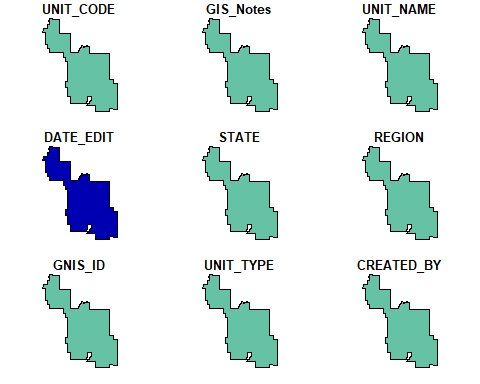 UNIT_CODE
GIS_Notes
UNIT_NAME
DATE_EDIT
STATE
REGION
GNIS_ID
UNIT_TYPE
CREATED_BY